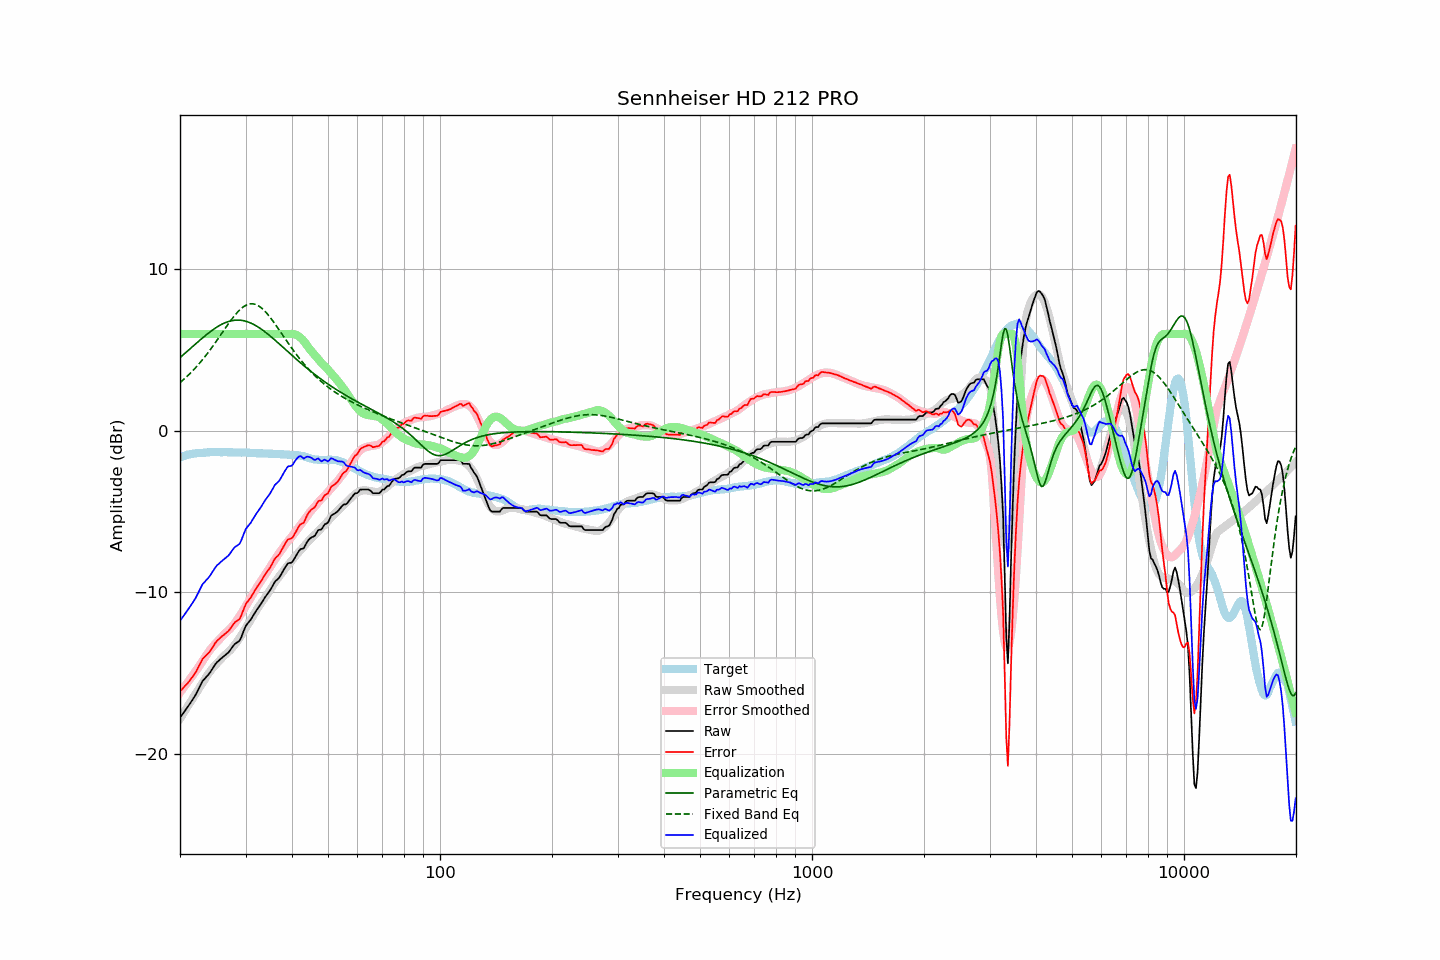 Sennheiser HD 212 PRO
Amplitude (dBr)
10
0
−10
−20
Target
Raw Smoothed
Error Smoothed
Raw
Error
Equalization
Parametric Eq
Fixed Band Eq
Equalized
100
1000
10000
Frequency (Hz)